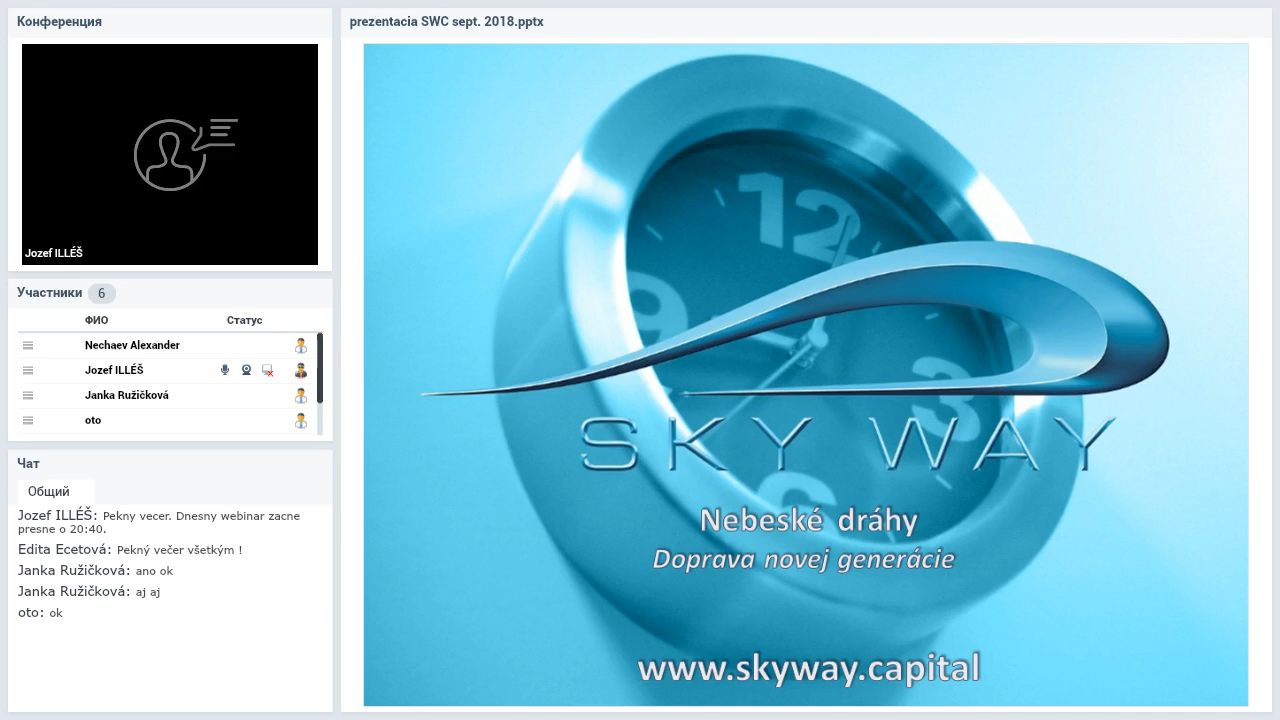 Конференция
Jozef ILLÉŠ
Участники 6
ФИО Статус
Nechaev Alexander
Jozef ILLÉŠ
Janka Ružičková
oto
Чат
Общий
Jozef ILLÉŠ: Pekny vecer. Dnesny webinar zacne
presne o 20:40.
Edita Ecetová: Pekný večer všetkým !
Janka Ružičková: ano ok
Janka Ružičková: aj aj
oto: ok
prezentacia SWC sept. 2018.pptx
12
9
3
6
SKY WAY
Nebeské dráhy
Doprava novej generácie
www.skyway.capital